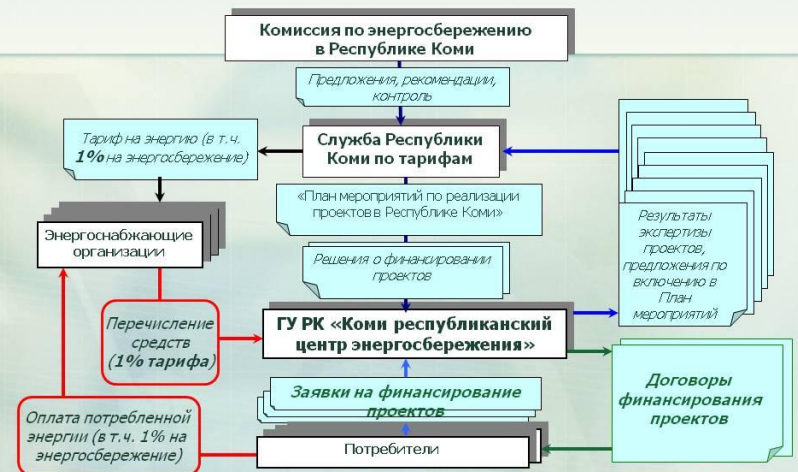 Комиссия по энергосбережению
в Республике Коми
Предложения, рекомендации,
контроль
Тариф на энергию (в т.ч.
1% на энергосбережение)
Служба Республики
Коми по тарифам
«План мероприятий по реализации
проектов в Республике Коми»
Энергоснабжающие
организации
Решения о финансировании
проектов
Результаты
экспертизы
проектов,
предложения по
включению в
План
мероприятий
Перечисление
средств
(1% тарифа)
ГУ РК «Коми республиканский
центр энергосбережения»
Заявки на финансирование
проектов
Договоры
финансирования
проектов
Оплата потребленной
энергии (в т.ч. 1% на
энергосбережение)
Потребители